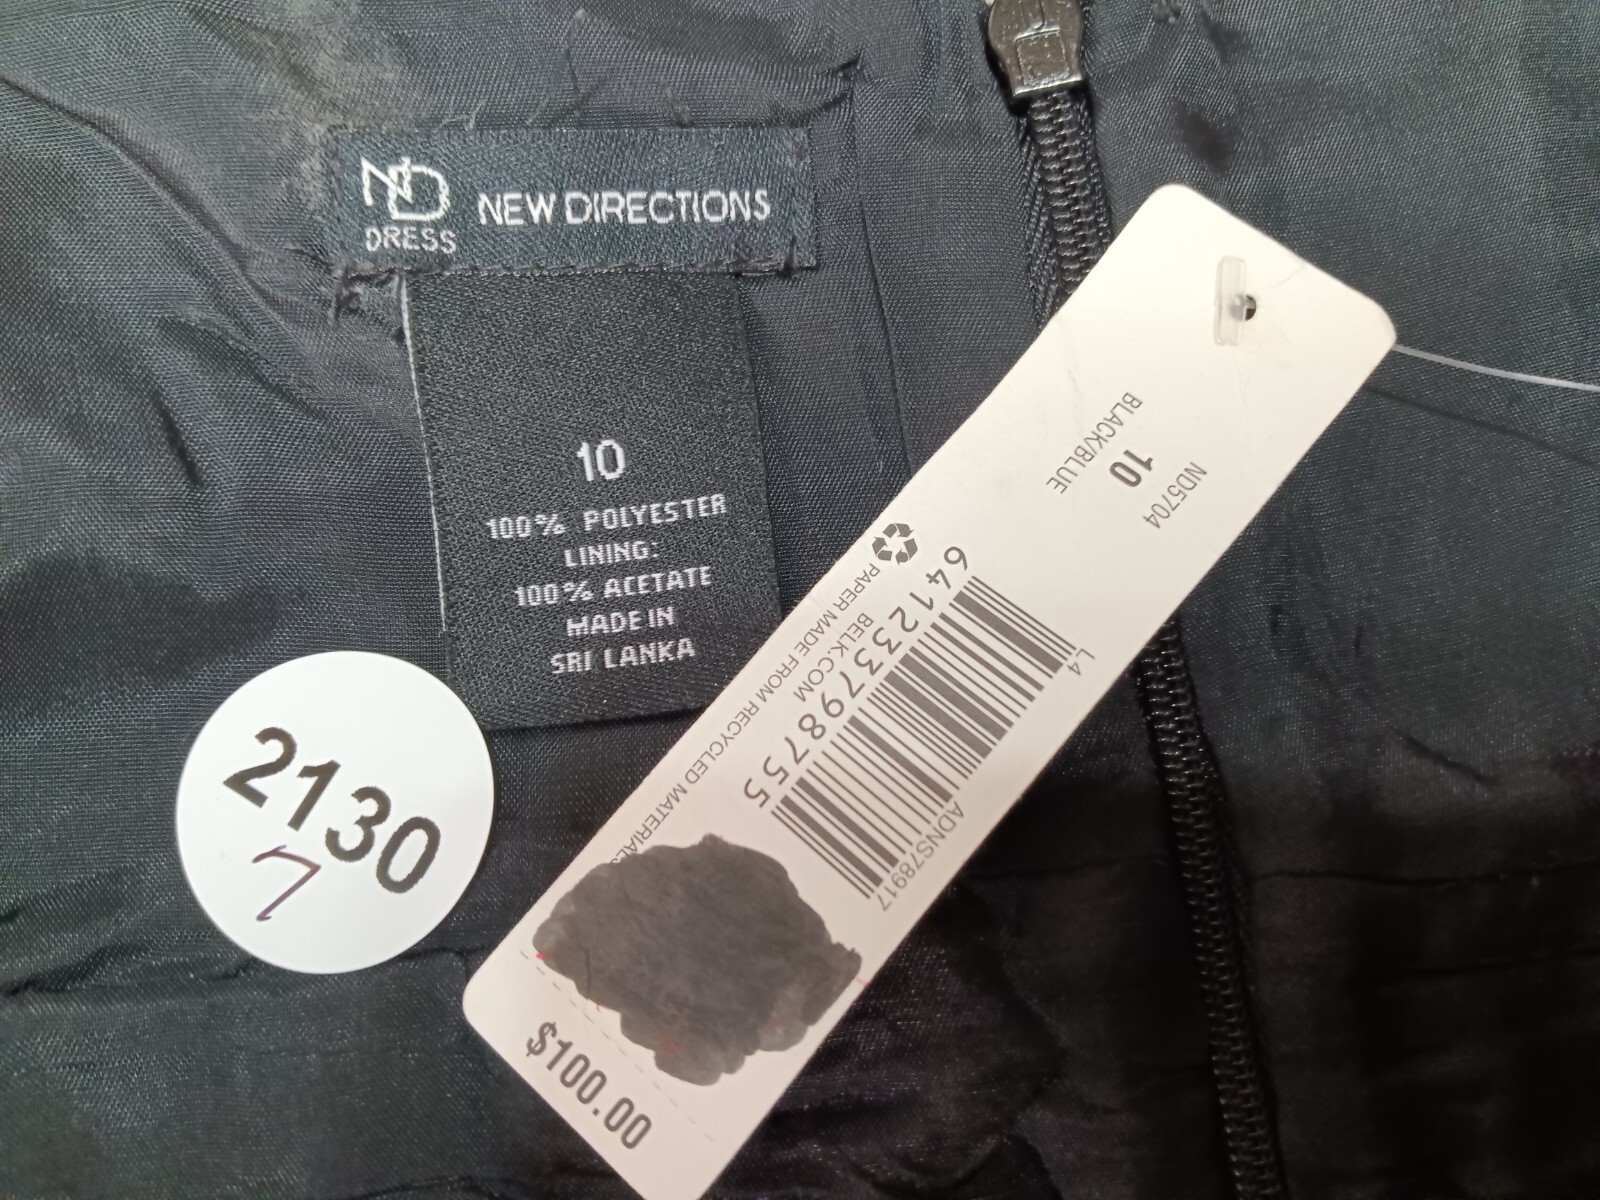 ND
DRESS
NEW DIRECTIONS
10
100% POLYESTER
LINING:
100% ACETATE
MADE IN
SRI LANKA
2130
7
ND5704
10
BLACK/BLUE
L4
641233798755
ADNS78917
BELK.COM
PAPER MADE FROM RECYCLED MATERIALS
$100.00